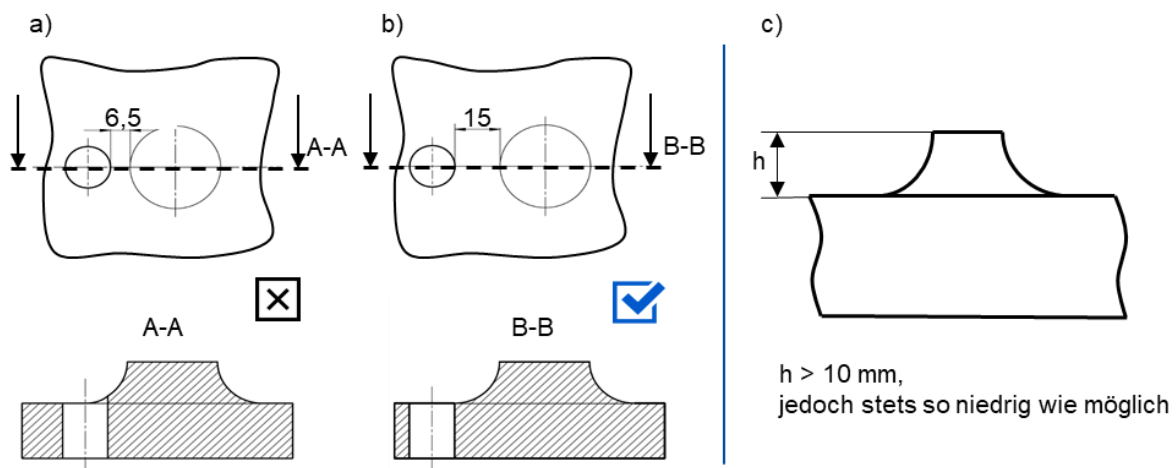 a)
b)
c)
6,5
A-A
15
B-B
h
A-A
B-B
h > 10 mm,
jedoch stets so niedrig wie möglich